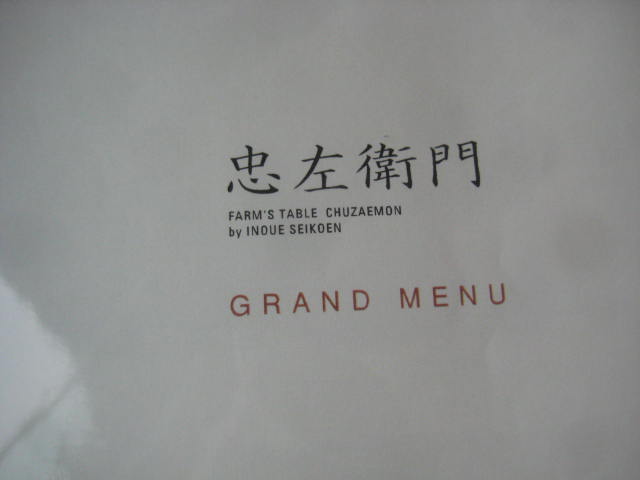 忠左衛門
FARM'S TABLE CHUZAEMON
by INOUE SEIKOEN
GRAND MENU